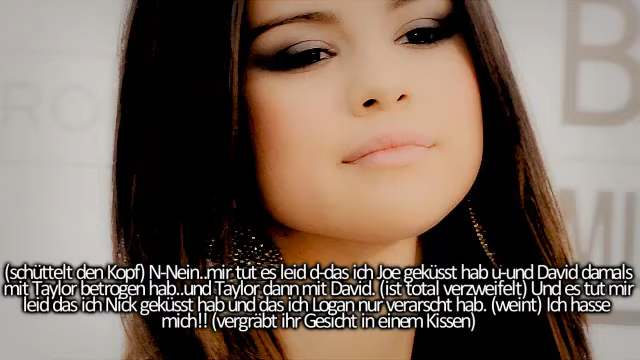 B
RC
MI
(schüttelt den Kopf) N-Nein..mir tut es leid d-das ich Joe geküsst hab u-und David damals
mit Taylor betrogen hab..und Taylor dann mit David. (ist total verzweifelt) Und es tut mir
leid das ich Nick geküsst hab und das ich Logan nur verarscht hab. (weint) Ich hasse
mich!! (vergräbt ihr Gesicht in einem Kissen)